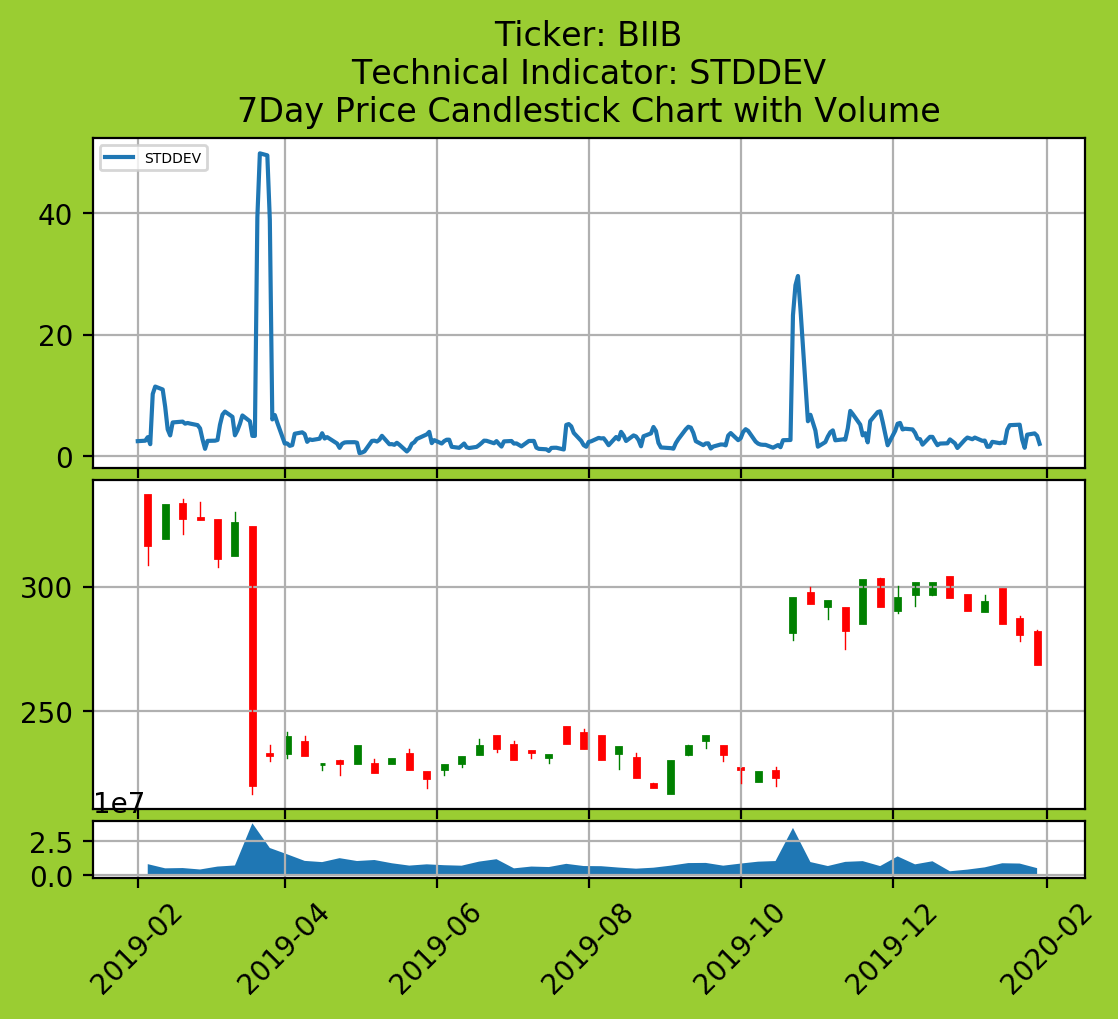 Ticker: BIIB
Technical Indicator: STDDEV
7Day Price Candlestick Chart with Volume
STDDEV
40
20
0
300
250
1e7
2.5
0.0
2019-02
2019-04
2019-06
2019-08
2019-10
2019-12
2020-02